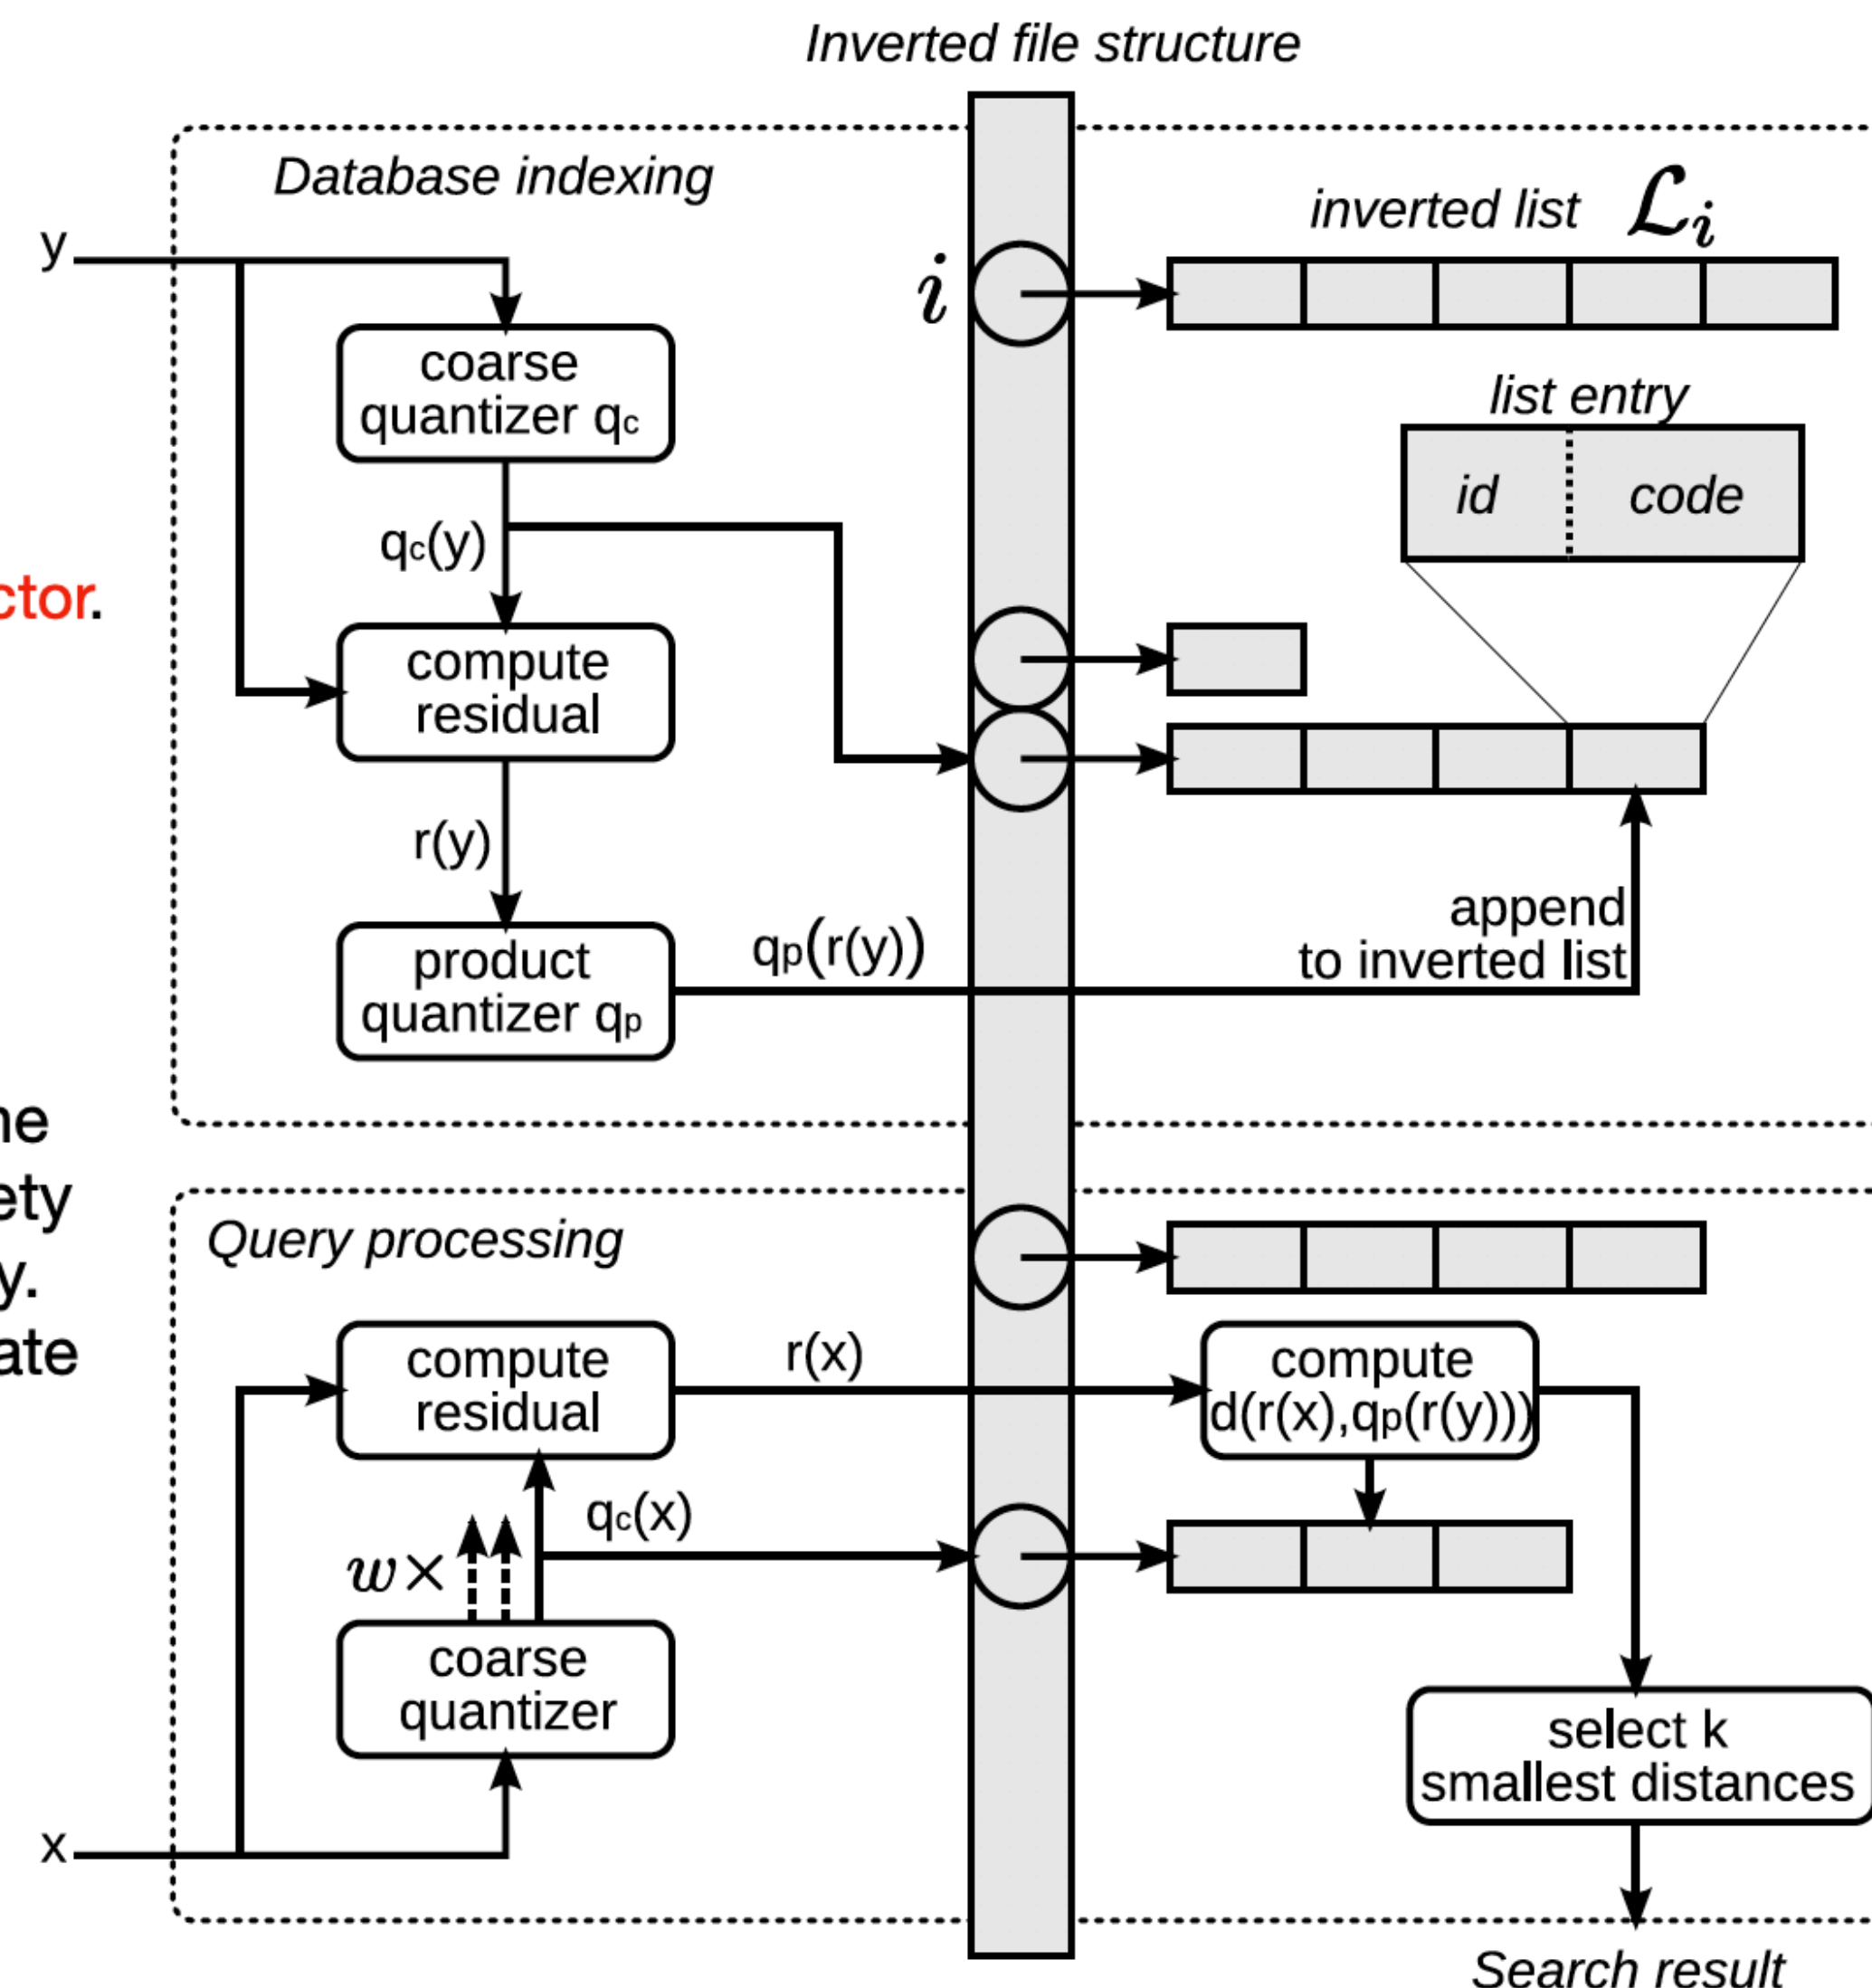 Inverted file structure
Database indexing
y
coarse
quantizer qc
qc(y)
compute
residual
r(y)
product
quantizer qp
qp(r(y))
i
inverted list ℒi
list entry
id code
append
to inverted list
ctor.
ne
ety
y.
ate
Query processing
compute
residual
r(x)
compute
d(r(x),qp(r(y)))
qc(x)
w×
coarse
quantizer
x
select k
smallest distances
Search result